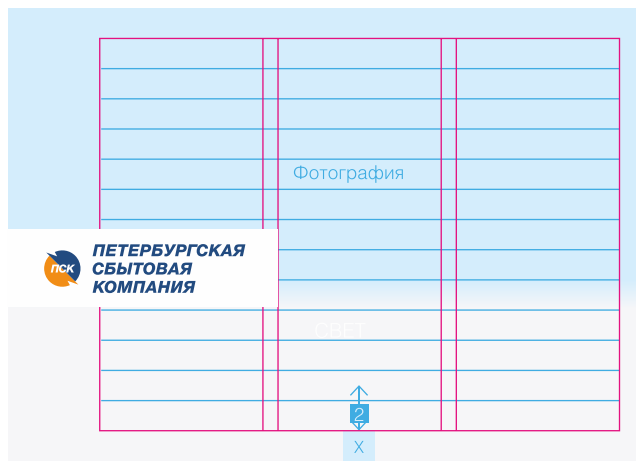 Фотография
ПСК
ПЕТЕРБУРГСКАЯ
СБЫТОВАЯ
КОМПАНИЯ
СВЕТ
2
X